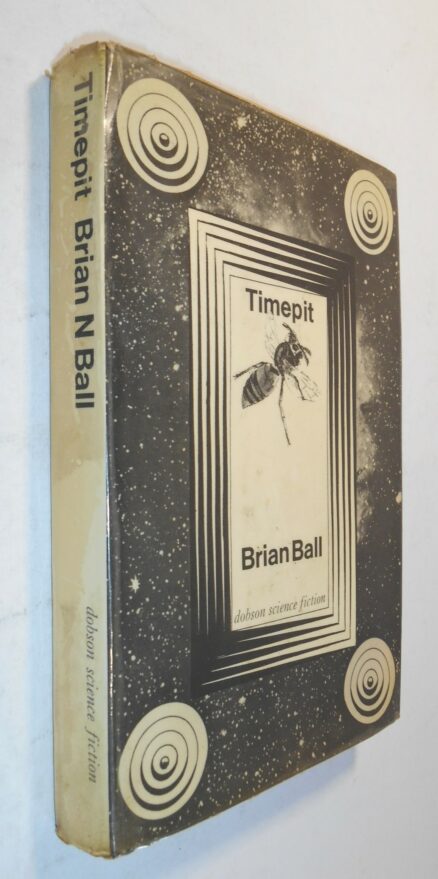 Timepit Brian N Ball
dobson science fiction
Timepit
Brian Ball
dobson science fiction